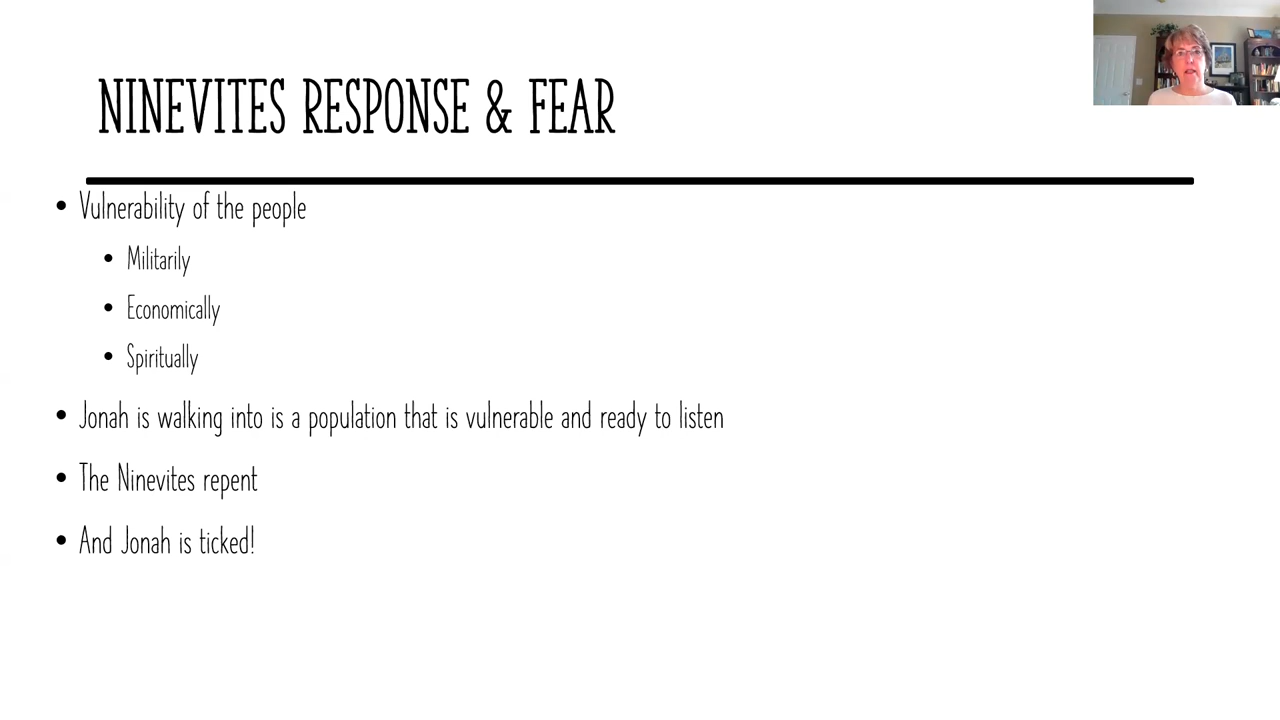 NINEVITES RESPONSE & FEAR
• Vulnerability of the people
• Militarily
• Economically
• Spiritually
• Jonah is walking into is a population that is vulnerable and ready to listen
• The Ninevites repent
• And Jonah is ticked!